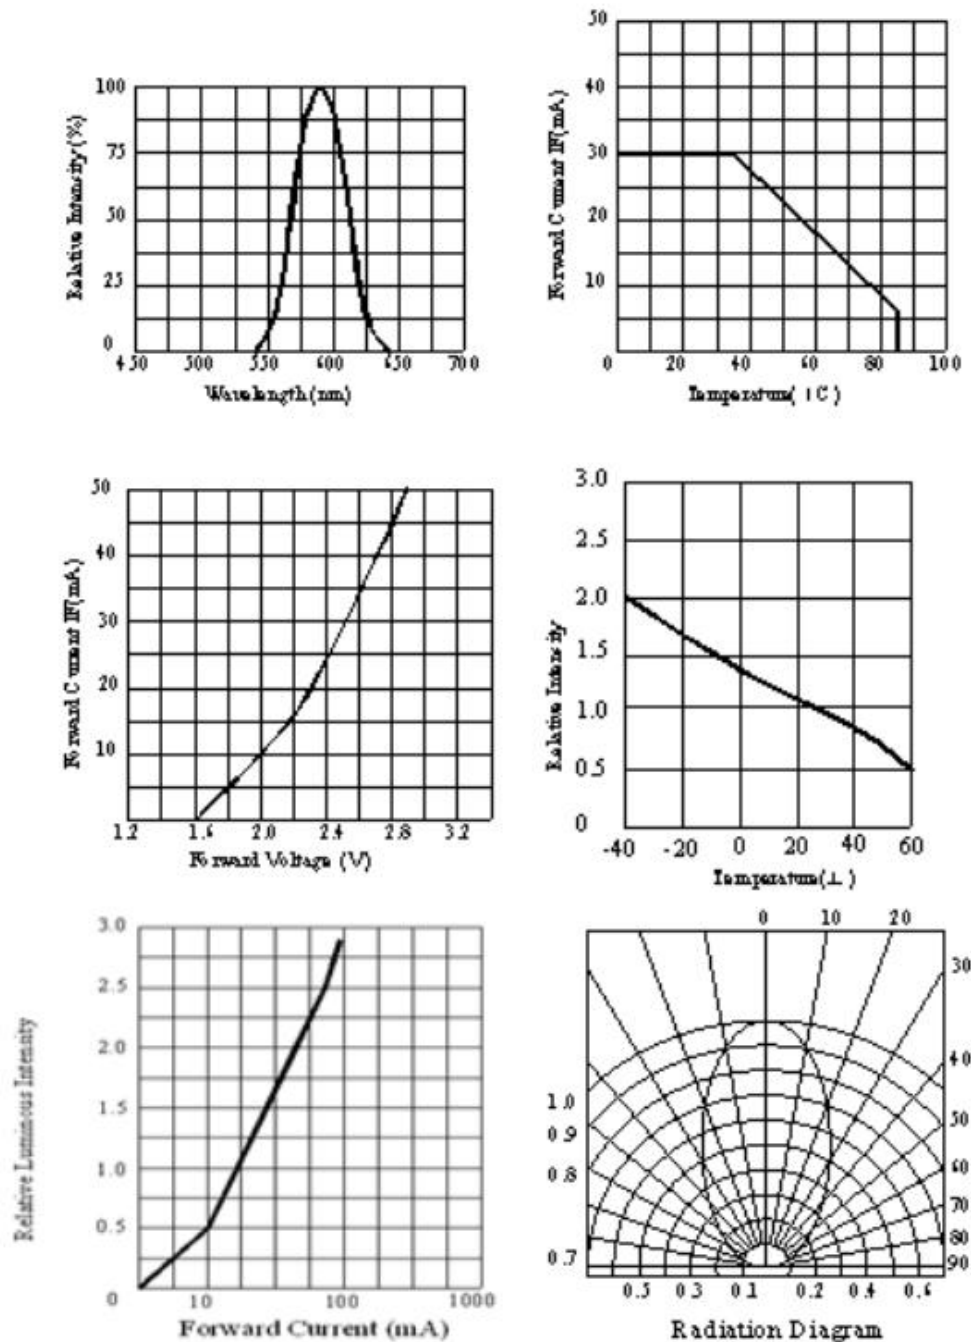 100
75
50
25
0
450 500 550 600 650 700
Relative Intensity (%)
Wavelength (nm)
50
40
30
20
10
0 20 40 60 80 100
Forward Current IF(mA)
50
40
30
20
10
1.2 1.6 2.0 2.4 2.8 3.2
Forward Current IF(mA)
Forward Voltage (V)
3.0
2.5
2.0
1.5
1.0
0.5
0
-40 -20 0 20 40 60
Relative Intensity
3.0
2.5
2.0
1.5
1.0
0.5
0 10 100 1000
Relative Luminous Intensity
Forward Current (mA)
0 10 20
30
40
50
60
70
80
90
1.0
0.9
0.8
0.7
0.5 0.3 0.1 0.2 0.4 0.6
Radiation Diagram